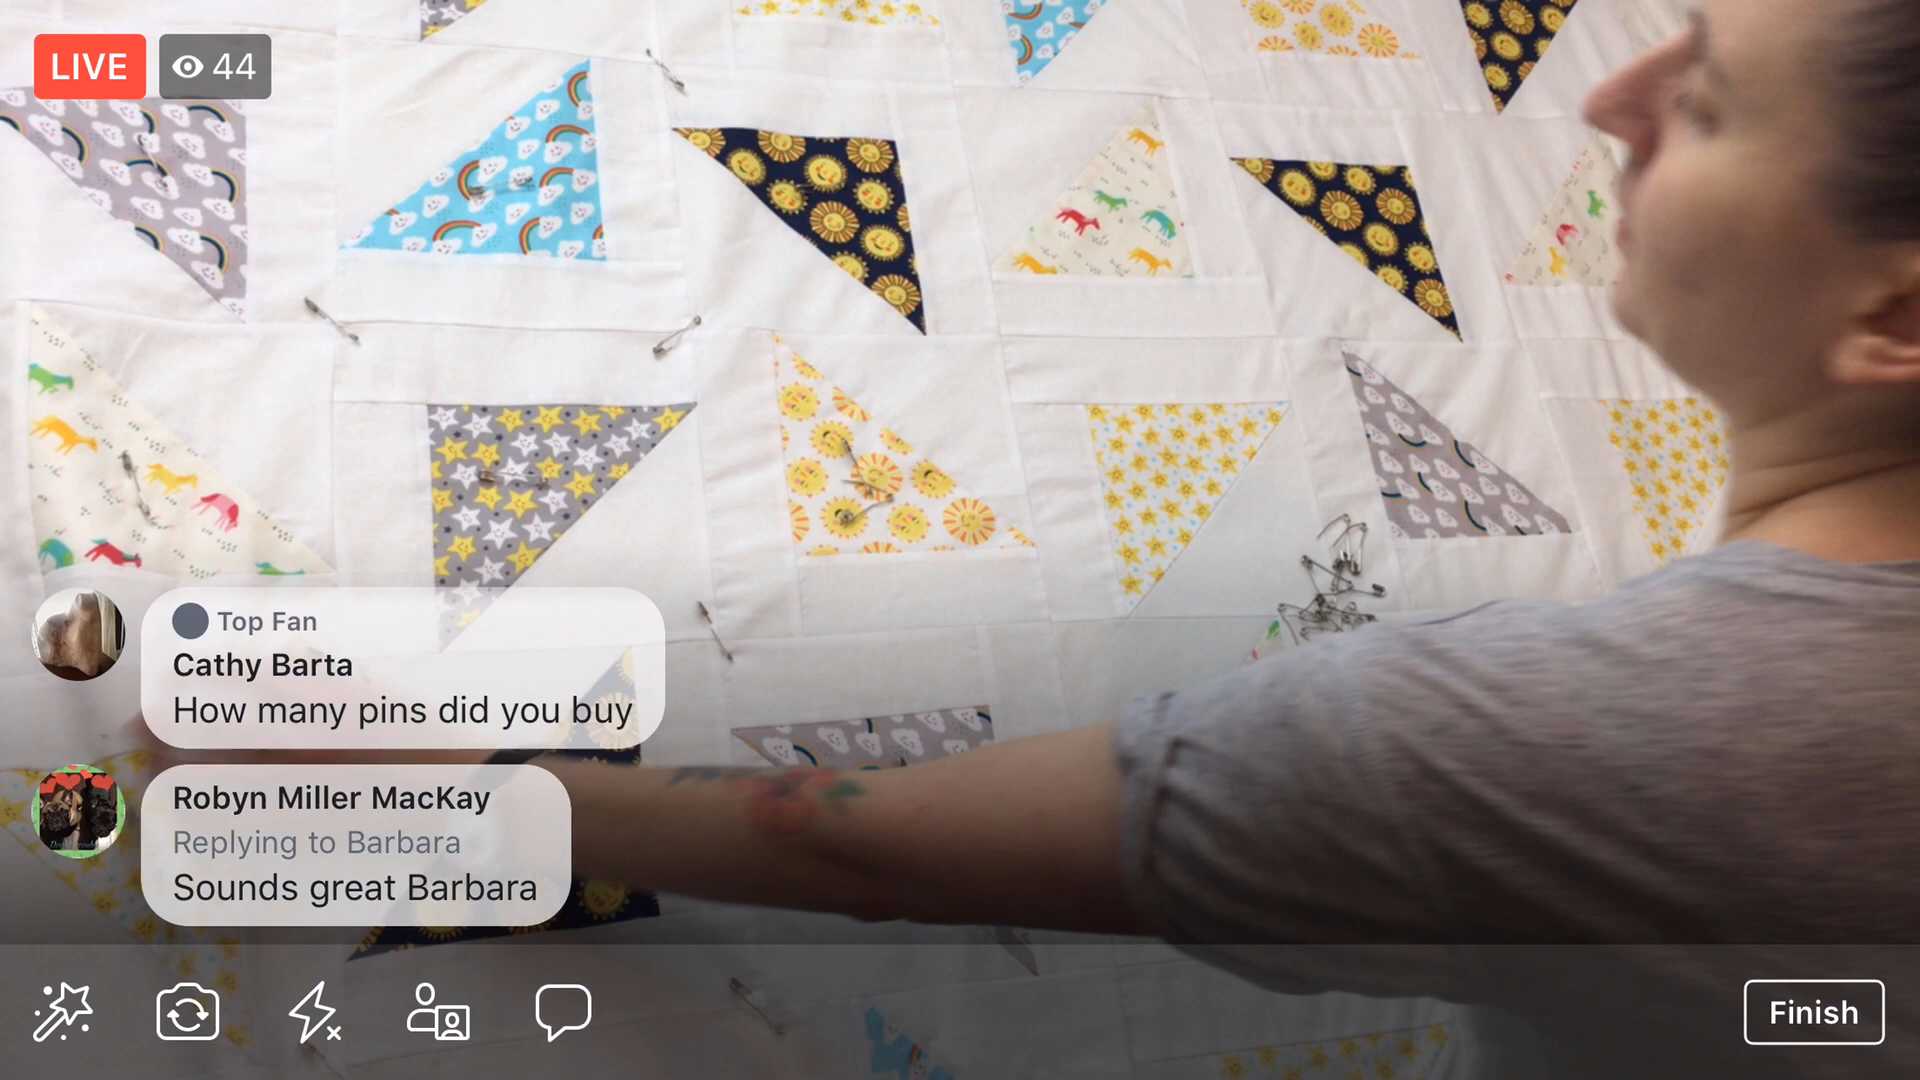 LIVE 44
Top Fan
Cathy Barta
How many pins did you buy
Robyn Miller MacKay
Replying to Barbara
Sounds great Barbara
Finish